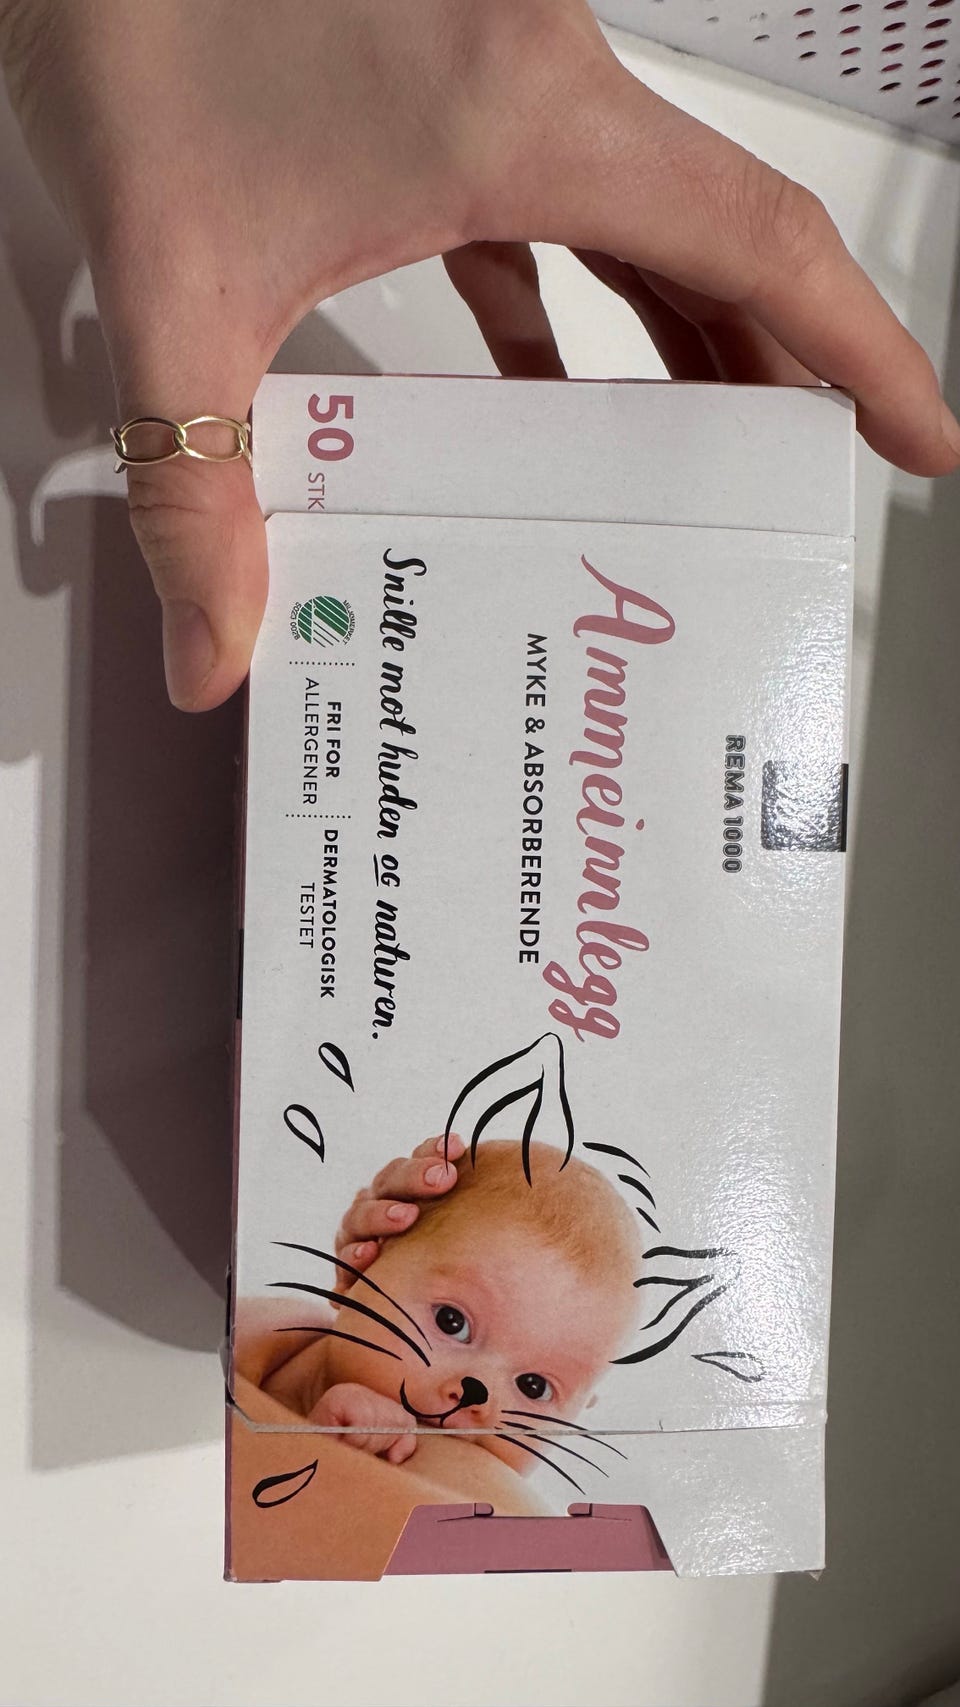 REMA 1000
Ammeinnlegg
MYKE & ABSORBERENDE
Snille mot huden og naturen.
50 STK
FRI FOR
ALLERGENER
DERMATOLOGISK
TESTET